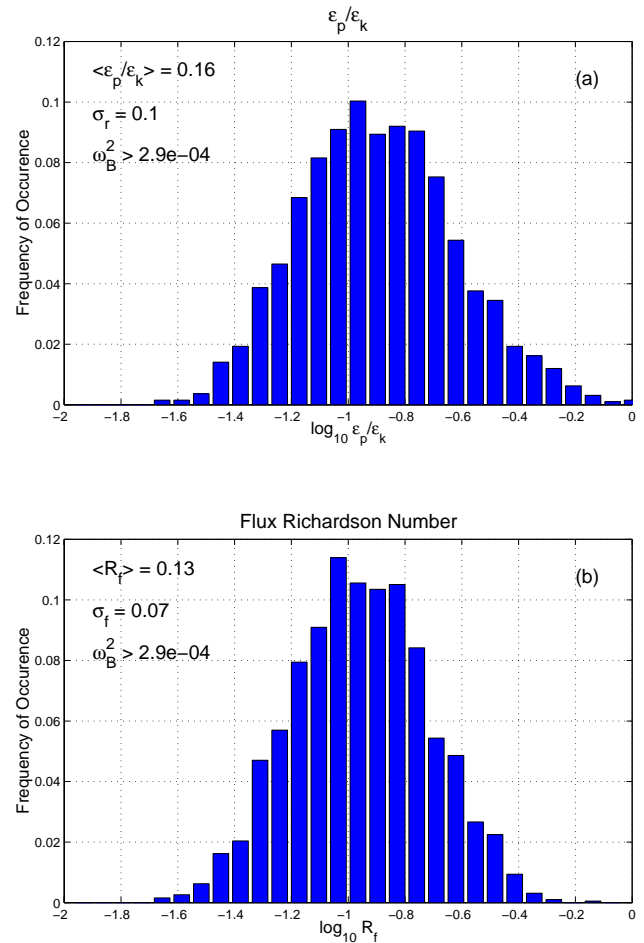 ε_p/ε_k
<ε_p/ε_k> = 0.16
(a)
σ_r = 0.1
ω_B^2 > 2.9e−04
Frequency of Occurence
0.12
0.1
0.08
0.06
0.04
0.02
0
−2 −1.8 −1.6 −1.4 −1.2 −1 −0.8 −0.6 −0.4 −0.2 0
log_10 ε_p/ε_k
Flux Richardson Number
<R_f> = 0.13
(b)
σ_f = 0.07
ω_B^2 > 2.9e−04
Frequency of Occurence
0.12
0.1
0.08
0.06
0.04
0.02
0
−2 −1.8 −1.6 −1.4 −1.2 −1 −0.8 −0.6 −0.4 −0.2 0
log_10 R_f